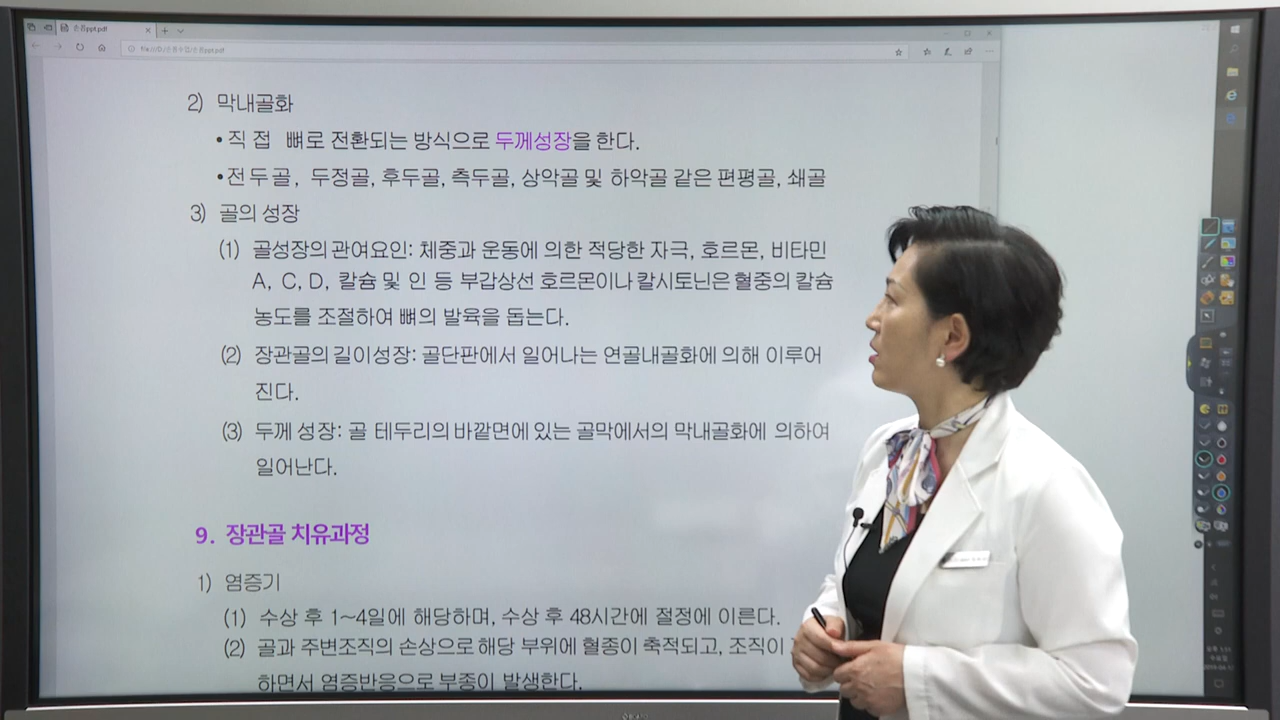 손종ppt.pdf
2) 막내골화
•직 접 뼈로 전환되는 방식으로 두께성장을 한다.
•전두골, 두정골, 후두골, 측두골, 상악골 및 하악골 같은 편평골, 쇄골
3) 골의 성장
(1) 골성장의 관여요인: 체중과 운동에 의한 적당한 자극, 호르몬, 비타민
A, C, D, 칼슘 및 인 등 부갑상선 호르몬이나 칼시토닌은 혈중의 칼슘
농도를 조절하여 뼈의 발육을 돕는다.
(2) 장관골의 길이성장: 골단판에서 일어나는 연골내골화에 의해 이루어
진다.
(3) 두께 성장: 골 테두리의 바깥면에 있는 골막에서의 막내골화에 의하여
일어난다.
9. 장관골 치유과정
1) 염증기
(1) 수상 후 1~4일에 해당하며, 수상 후 48시간에 절정에 이른다.
(2) 골과 주변조직의 손상으로 해당 부위에 혈종이 축적되고, 조직이
하면서 염증반응으로 부종이 발생한다.